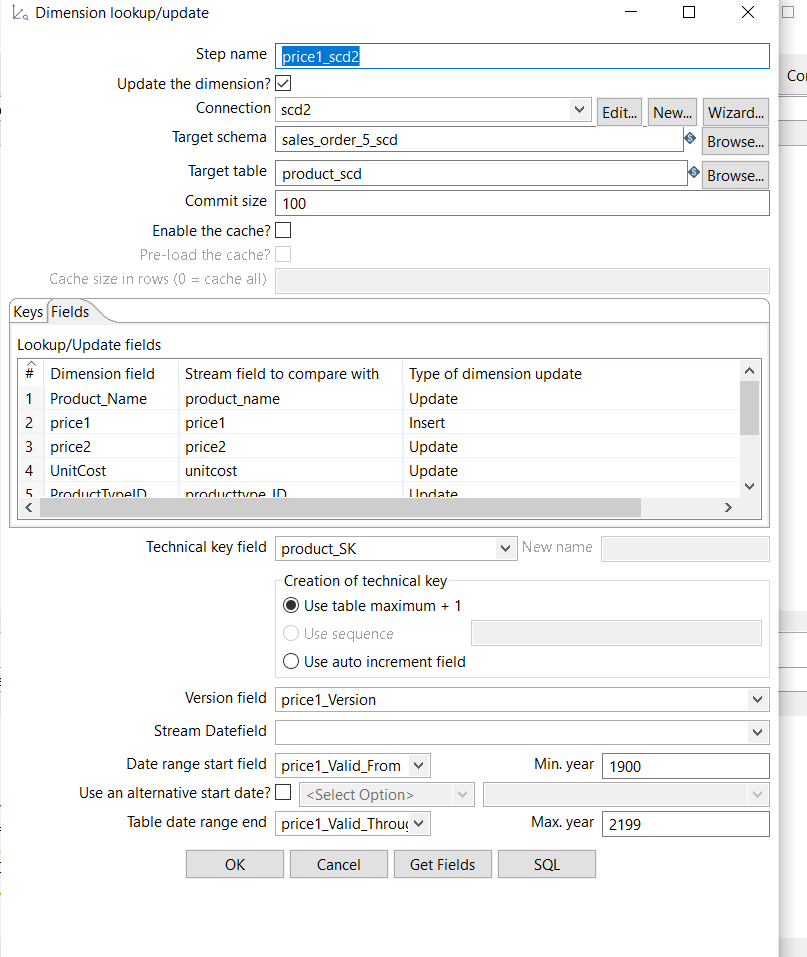 Dimension lookup/update
Step name price1_scd2
Update the dimension?
Connection scd2 Edit... New... Wizard...
Target schema sales_order_5_scd Browse...
Target table product_scd Browse...
Commit size 100
Enable the cache?
Pre-load the cache?
Cache size in rows (0 = cache all)
Keys Fields
Lookup/Update fields
# Dimension field Stream field to compare with Type of dimension update
1 Product_Name product_name Update
2 price1 price1 Insert
3 price2 price2 Update
4 UnitCost unitcost Update
5 ProductTypeID producttype_ID Update
Technical key field product_SK New name
Creation of technical key
Use table maximum + 1
Use sequence
Use auto increment field
Version field price1_Version
Stream Datefield
Date range start field price1_Valid_From Min. year 1900
Use an alternative start date? <Select Option>
Table date range end price1_Valid_Throug Max. year 2199
OK Cancel Get Fields SQL